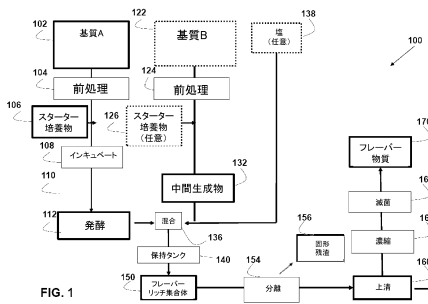 102
基質A
122
基質B
138
塩
(任意)
100
104
前処理
124
前処理
106
スターター
培養物
126
スターター
培養物
(任意)
108
インキュベート
110
132
中間生成物
112
発酵
混合
136
保持タンク
140
150
フレーバー
リッチ集合体
154
分離
156
固形
残渣
上清
濃縮
滅菌
フレーバー
物質
FIG. 1